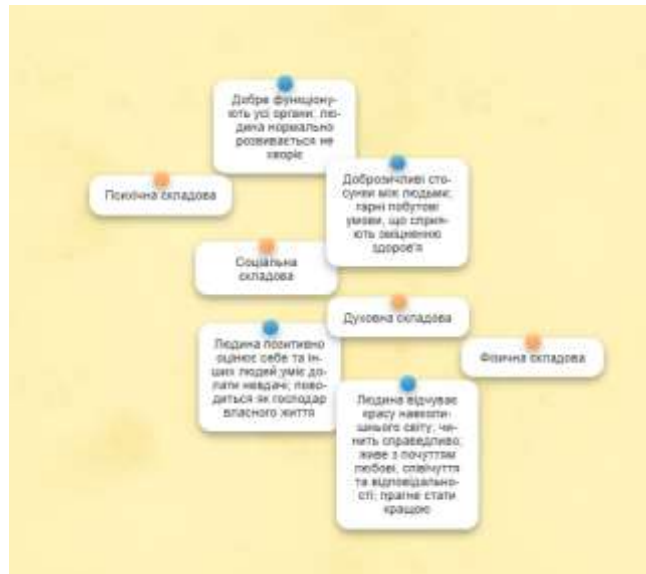 Добре функціону-
ють усі органи; лю-
дина нормально
розвивається не
хворіє
Психічна складова
Доброзичливі сто-
сунки між людьми;
гарні побутові
умови, що сприя-
ють зміцненню
здоров'я
Соціальна
складова
Духовна складова
Людина позитивно
оцінює себе та ін-
ших людей;уміє до-
лати невдачі; пово-
диться як господар
власного життя
Фізична складова
Людина відчуває
красу навколи-
шнього світу; чи-
нить справедливо;
живе з почуттям
любові, співчуття
та відповідально-
сті; прагне стати
кращою